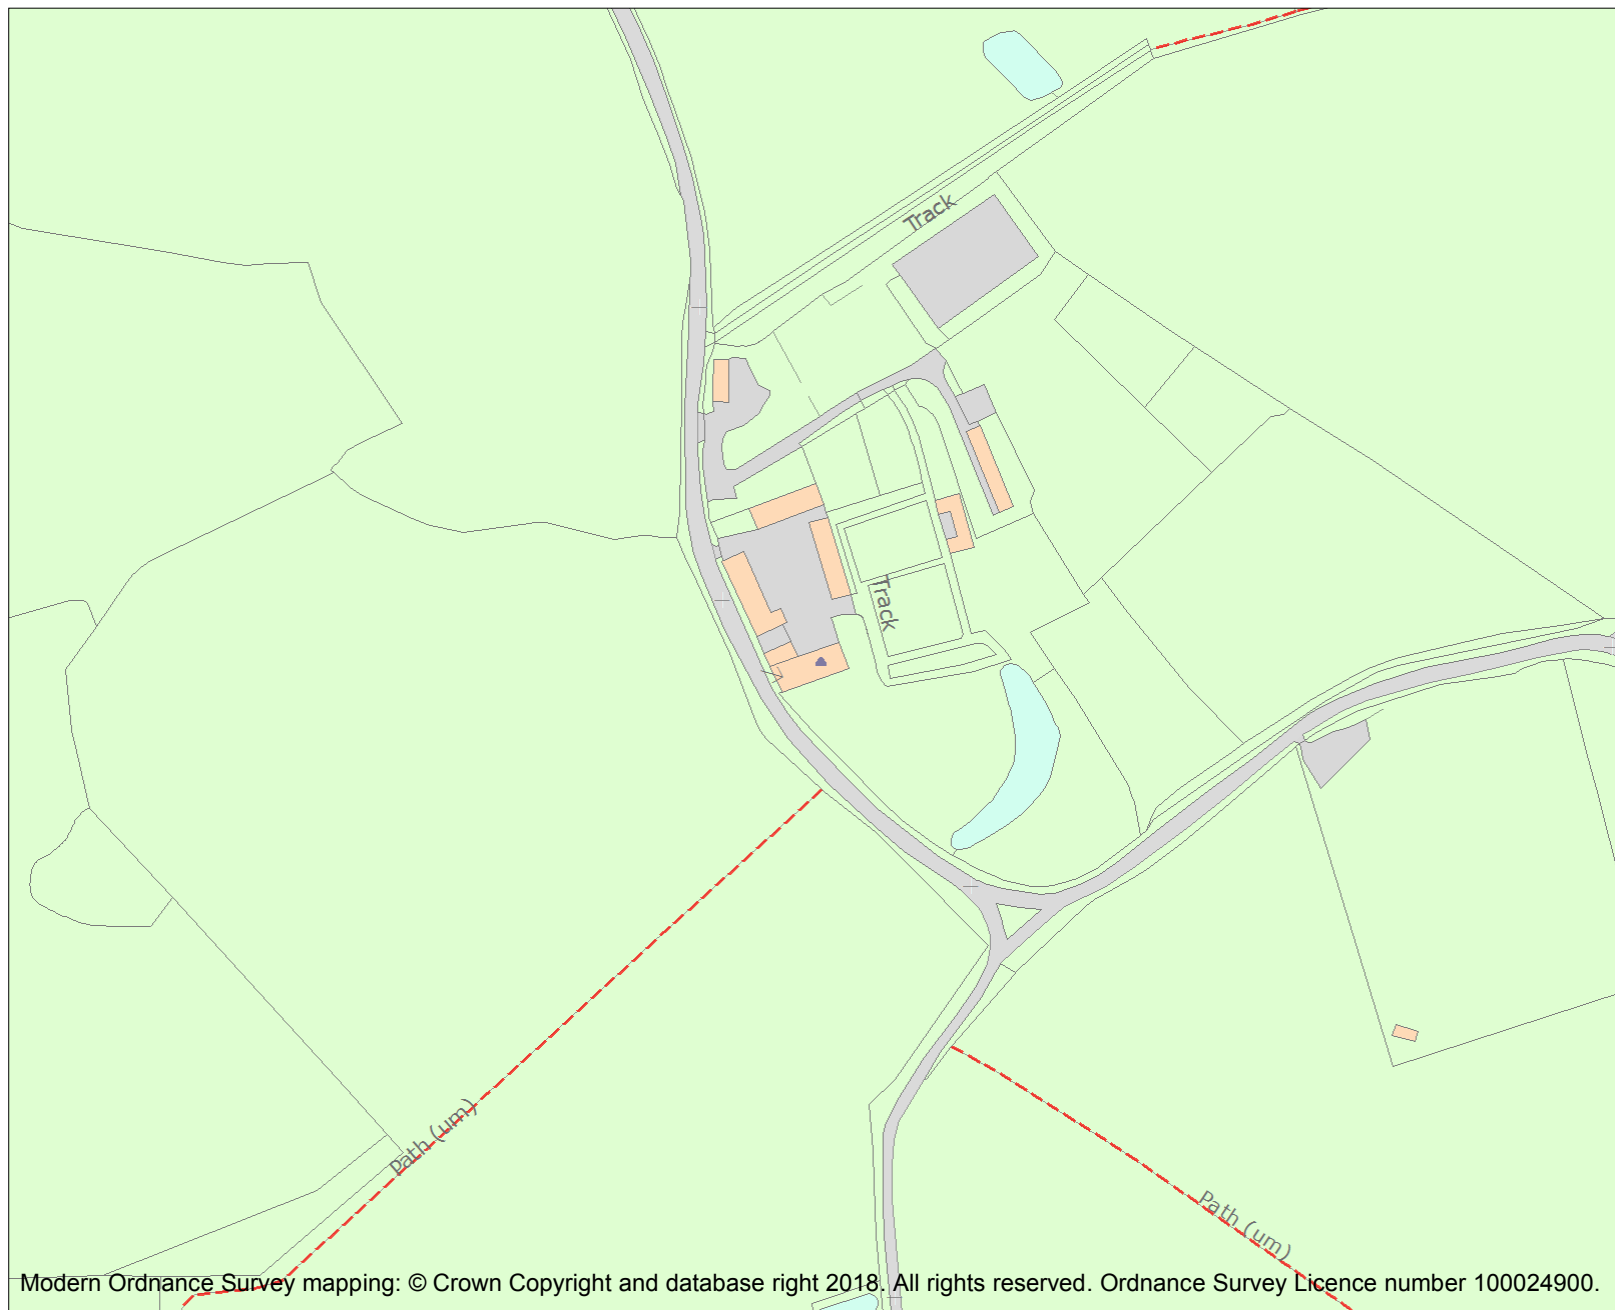 Track
Track
Path (um)
Path (um)
Modern Ordnance Survey mapping: © Crown Copyright and database right 2018. All rights reserved. Ordnance Survey Licence number 100024900.